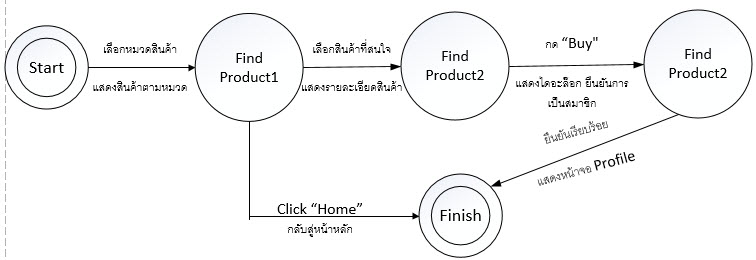 Start
เลือกหมวดสินค้า
แสดงสินค้าตามหมวด
Find
Product1
เลือกสินค้าที่สนใจ
แสดงรายละเอียดสินค้า
Find
Product2
กด “Buy"
แสดงไดอะล็อก ยืนยันการ
เป็นสมาชิก
Find
Product2
ยืนยันเรียบร้อย
แสดงหน้าจอ Profile
Click “Home”
กลับสู่หน้าหลัก
Finish